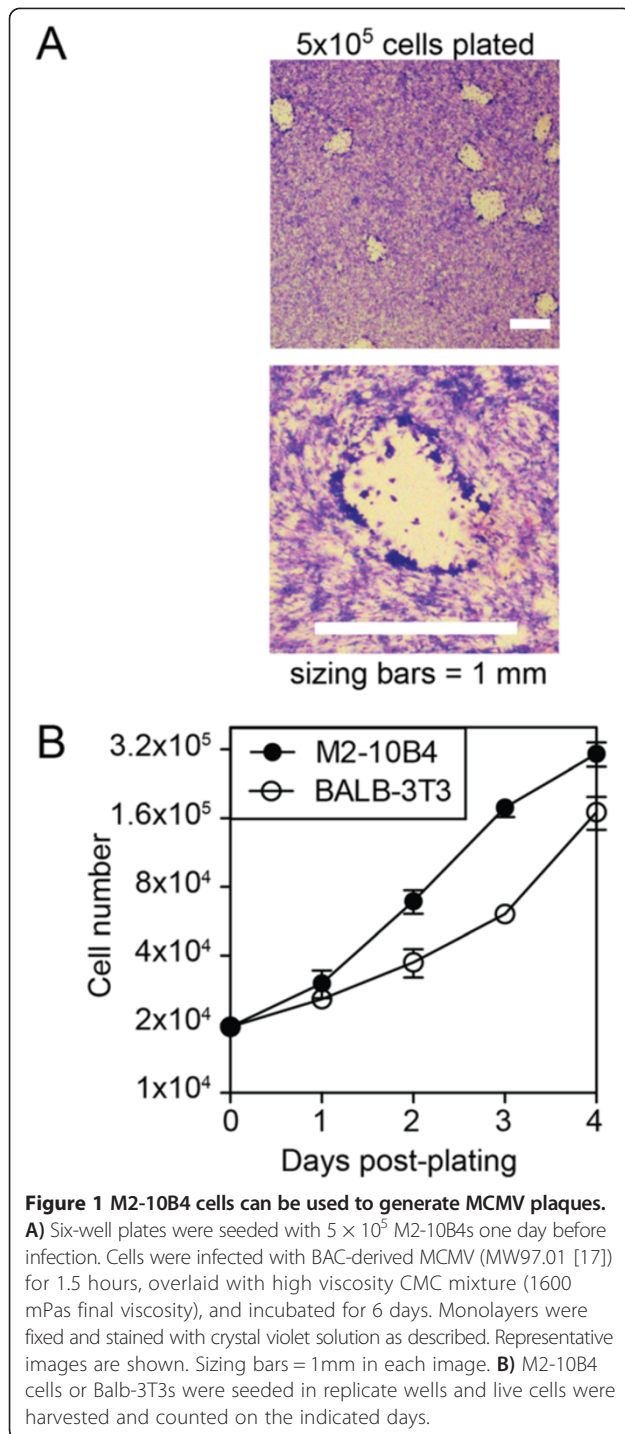 A
5x10⁵ cells plated
sizing bars = 1 mm
B
M2-10B4
BALB-3T3
3.2x10⁵
1.6x10⁵
8x10⁴
4x10⁴
2x10⁴
1x10⁴
Cell number
0 1 2 3 4
Days post-plating
Figure 1 M2-10B4 cells can be used to generate MCMV plaques.
A) Six-well plates were seeded with 5 × 10⁵ M2-10B4s one day before
infection. Cells were infected with BAC-derived MCMV (MW97.01 [17])
for 1.5 hours, overlaid with high viscosity CMC mixture (1600
mPas final viscosity), and incubated for 6 days. Monolayers were
fixed and stained with crystal violet solution as described. Representative
images are shown. Sizing bars = 1mm in each image. B) M2-10B4
cells or Balb-3T3s were seeded in replicate wells and live cells were
harvested and counted on the indicated days.